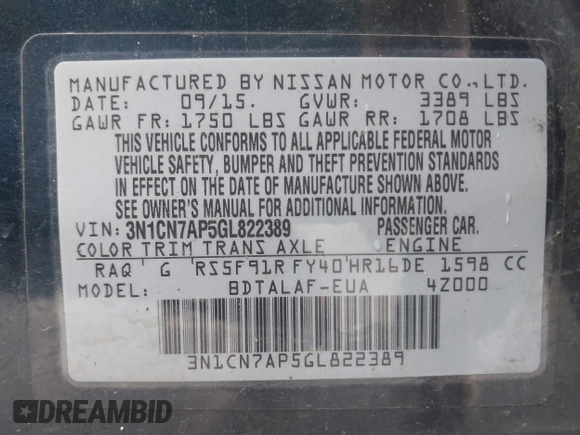 MANUFACTURED BY NISSAN MOTOR CO., LTD.
DATE: 09/15. GVWR: 3389 LBS
GAWR FR: 1750 LBS GAWR RR: 1708 LBS
THIS VEHICLE CONFORMS TO ALL APPLICABLE FEDERAL MOTOR
VEHICLE SAFETY, BUMPER AND THEFT PREVENTION STANDARDS
IN EFFECT ON THE DATE OF MANUFACTURE SHOWN ABOVE.
SEE OWNER'S MANUAL FOR ADDITIONAL INFORMATION.
VIN: 3N1CN7AP5GL822389 PASSENGER CAR.
COLOR TRIM TRANS AXLE ENGINE
RAQ G RS5F91R FY40 HR16DE 1598 CC
MODEL: BDTALAF-EUA 4Z000
3N1CN7AP5GL822389
DREAMBID